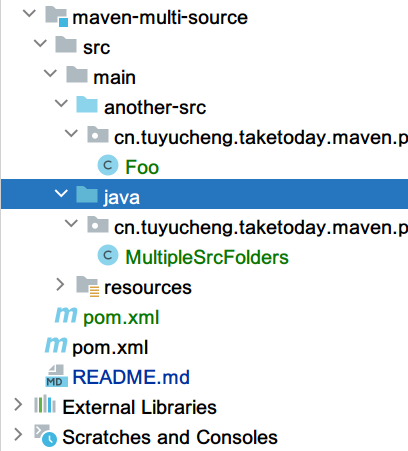 maven-multi-source
src
main
another-src
cn.tuyucheng.taketoday.maven.p
C Foo
java
cn.tuyucheng.taketoday.maven.p
C MultipleSrcFolders
resources
m pom.xml
m pom.xml
MD README.md
External Libraries
Scratches and Consoles